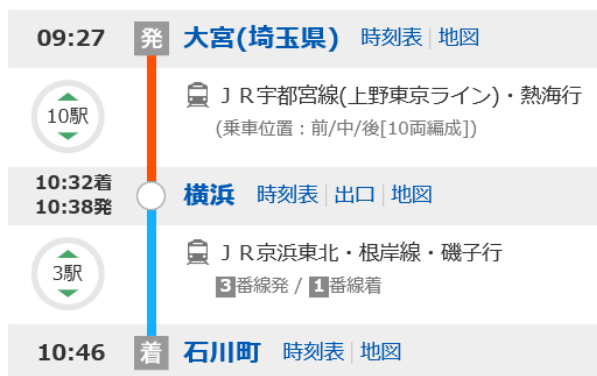 09:27 発 大宮(埼玉県) 時刻表 | 地図
10駅
ＪＲ宇都宮線(上野東京ライン)・熱海行
(乗車位置：前/中/後[10両編成])
10:32着
10:38発
横浜 時刻表 | 出口 | 地図
3駅
ＪＲ京浜東北・根岸線・磯子行
3番線発 / 1番線着
10:46 着 石川町 時刻表 | 地図